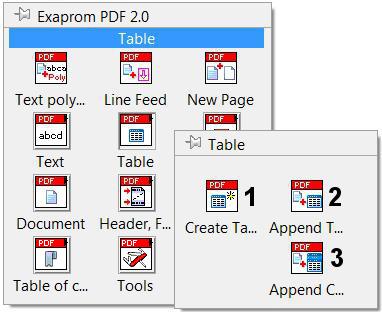 Exaprom PDF 2.0
Table
PDF PDF PDF
abca
Poly
Text poly... Line Feed New Page
PDF PDF PDF
abcd
Text Table
Table
PDF PDF
Document Header, F...
PDF 1 PDF 2
Create Ta... Append T...
PDF PDF
Table of c... Tools
PDF 3
Append C...